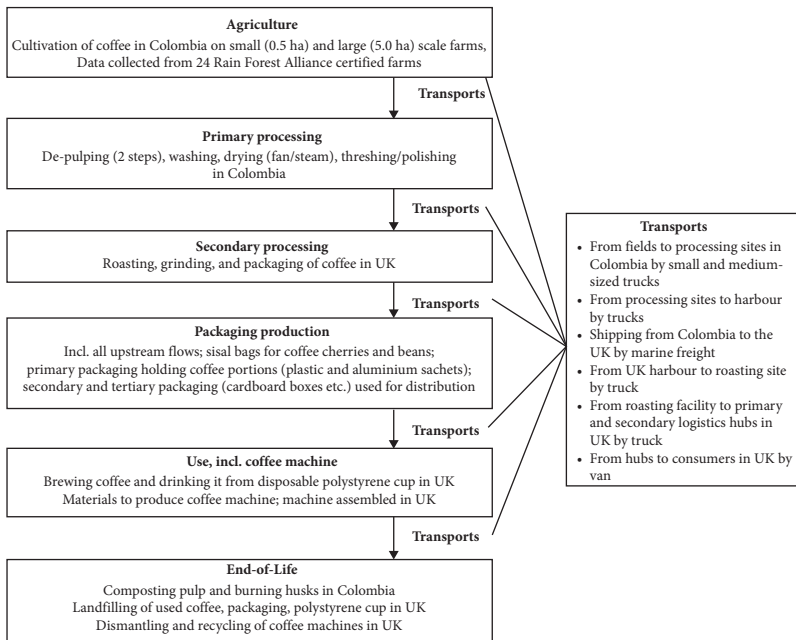 Agriculture
Cultivation of coffee in Colombia on small (0.5 ha) and large (5.0 ha) scale farms,
Data collected from 24 Rain Forest Alliance certified farms
Transports
Primary processing
De-pulping (2 steps), washing, drying (fan/steam), threshing/polishing
in Colombia
Transports
Secondary processing
Roasting, grinding, and packaging of coffee in UK
Transports
Packaging production
Incl. all upstream flows; sisal bags for coffee cherries and beans;
primary packaging holding coffee portions (plastic and aluminium sachets);
secondary and tertiary packaging (cardboard boxes etc.) used for distribution
Transports
Use, incl. coffee machine
Brewing coffee and drinking it from disposable polystyrene cup in UK
Materials to produce coffee machine; machine assembled in UK
Transports
End-of-Life
Composting pulp and burning husks in Colombia
Landfilling of used coffee, packaging, polystyrene cup in UK
Dismantling and recycling of coffee machines in UK
Transports
• From fields to processing sites in
Colombia by small and medium-
sized trucks
• From processing sites to harbour
by trucks
• Shipping from Colombia to the
UK by marine freight
• From UK harbour to roasting site
by truck
• From roasting facility to primary
and secondary logistics hubs in
UK by truck
• From hubs to consumers in UK by
van